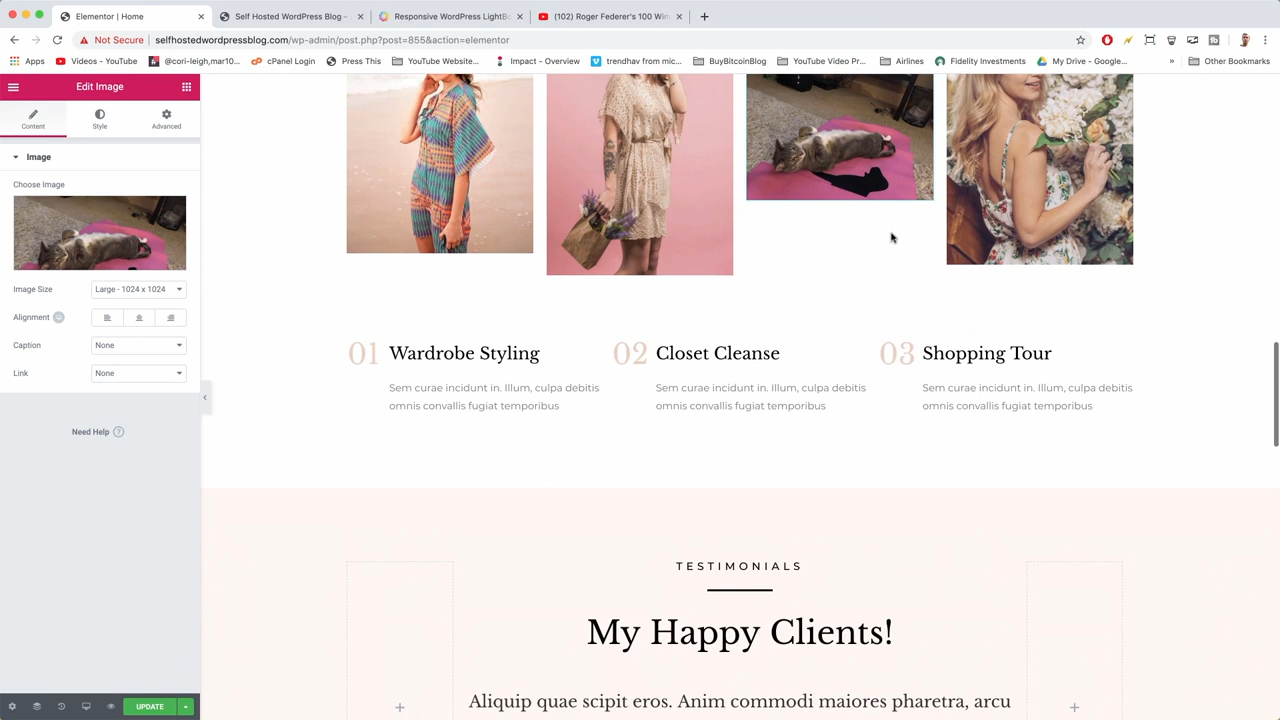 Elementor | Home
Self Hosted WordPress Blog –
Responsive WordPress LightBo
(102) Roger Federer's 100 Win
Not Secure
selfhostedwordpressblog.com/wp-admin/post.php?post=855&action=elementor
Apps
Videos - YouTube
@cori-leigh,mar10...
cPanel Login
Press This
YouTube Website...
Impact - Overview
trendhav from mic...
BuyBitcoinBlog
YouTube Video Pr...
Airlines
Fidelity Investments
My Drive - Google...
»
Other Bookmarks
Edit Image
Content
Style
Advanced
Image
Choose Image
Image Size
Large - 1024 x 1024
Alignment
Caption
None
Link
None
Need Help ?
UPDATE
01 Wardrobe Styling
Sem curae incidunt in. Illum, culpa debitis
omnis convallis fugiat temporibus
02 Closet Cleanse
Sem curae incidunt in. Illum, culpa debitis
omnis convallis fugiat temporibus
03 Shopping Tour
Sem curae incidunt in. Illum, culpa debitis
omnis convallis fugiat temporibus
TESTIMONIALS
My Happy Clients!
Aliquip quae scipit eros. Anim commodi maiores pharetra, arcu